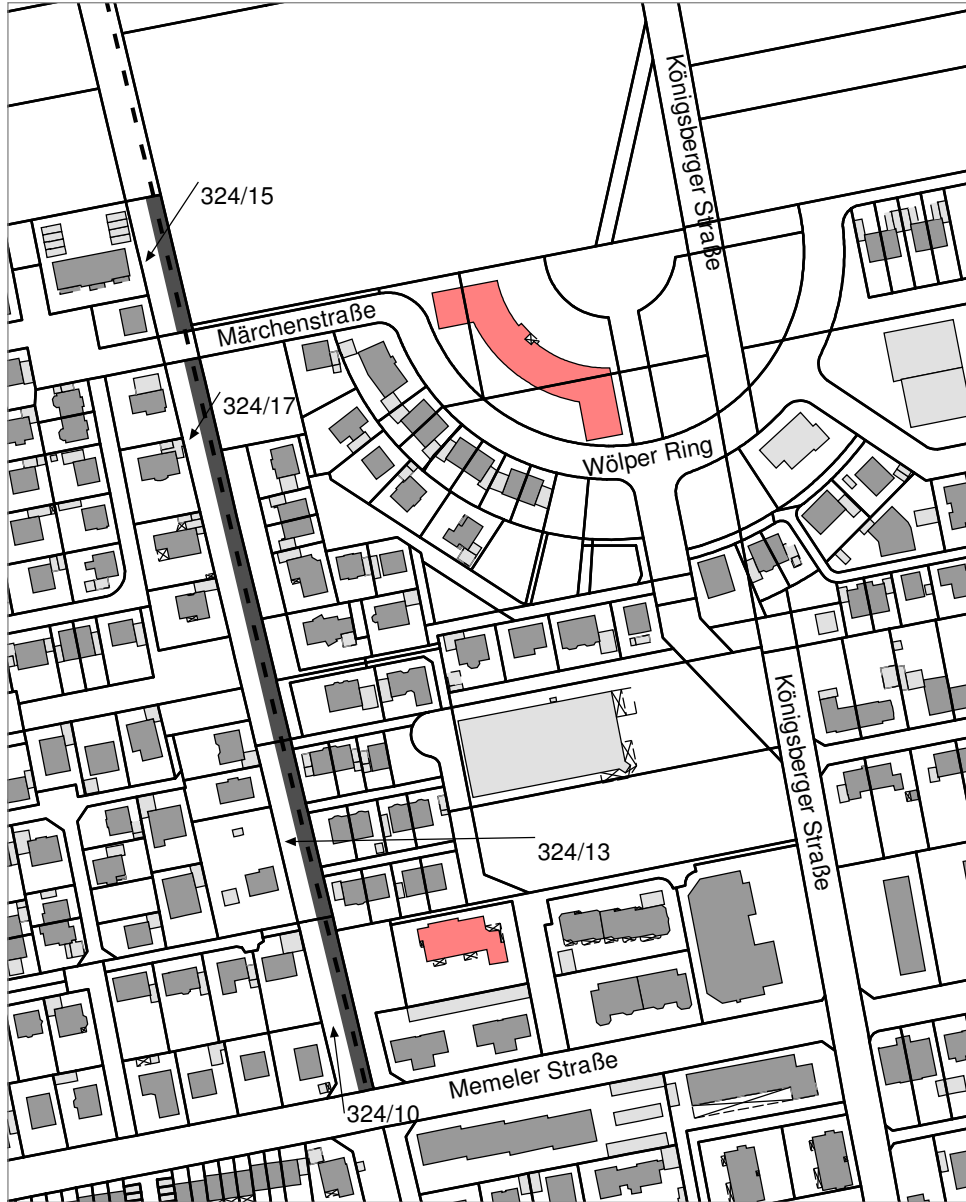 Königsberger Straße
324/15
Märchenstraße
324/17
Wölper Ring
Königsberger Straße
324/13
Memeler Straße
324/10